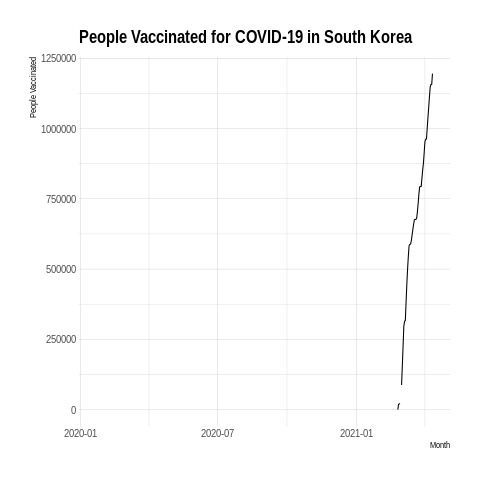 People Vaccinated for COVID-19 in South Korea
People Vaccinated
1250000
1000000
750000
500000
250000
0
2020-01 2020-07 2021-01
Month